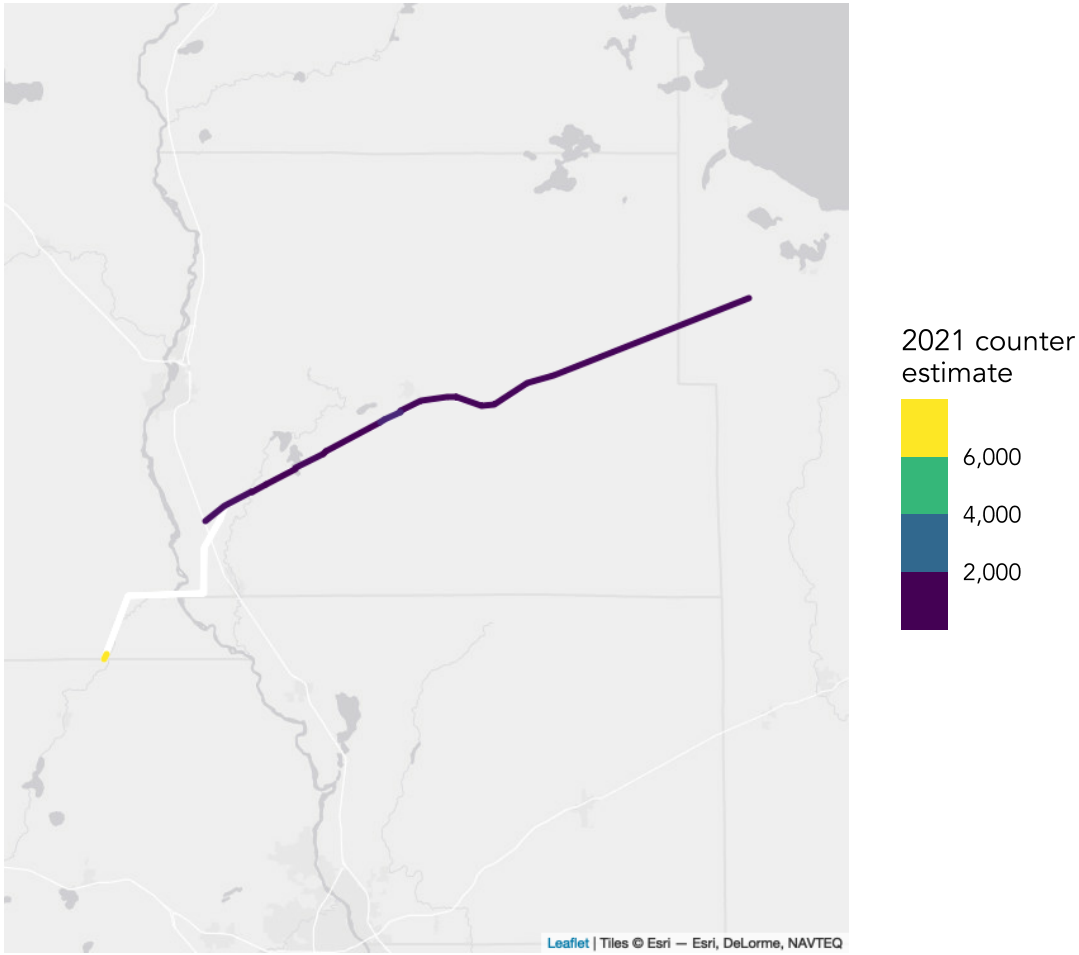 2021 counter
estimate
6,000
4,000
2,000
Leaflet | Tiles © Esri — Esri, DeLorme, NAVTEQ